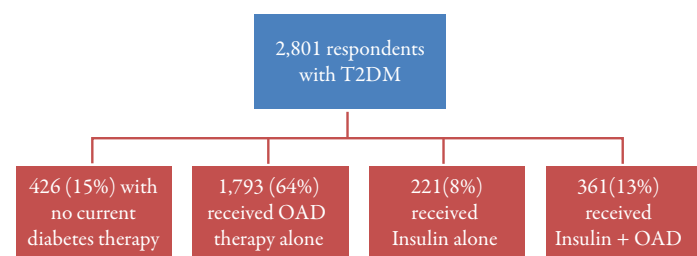 2,801 respondents
with T2DM
426 (15%) with
no current
diabetes therapy
1,793 (64%)
received OAD
therapy alone
221(8%)
received
Insulin alone
361(13%)
received
Insulin + OAD